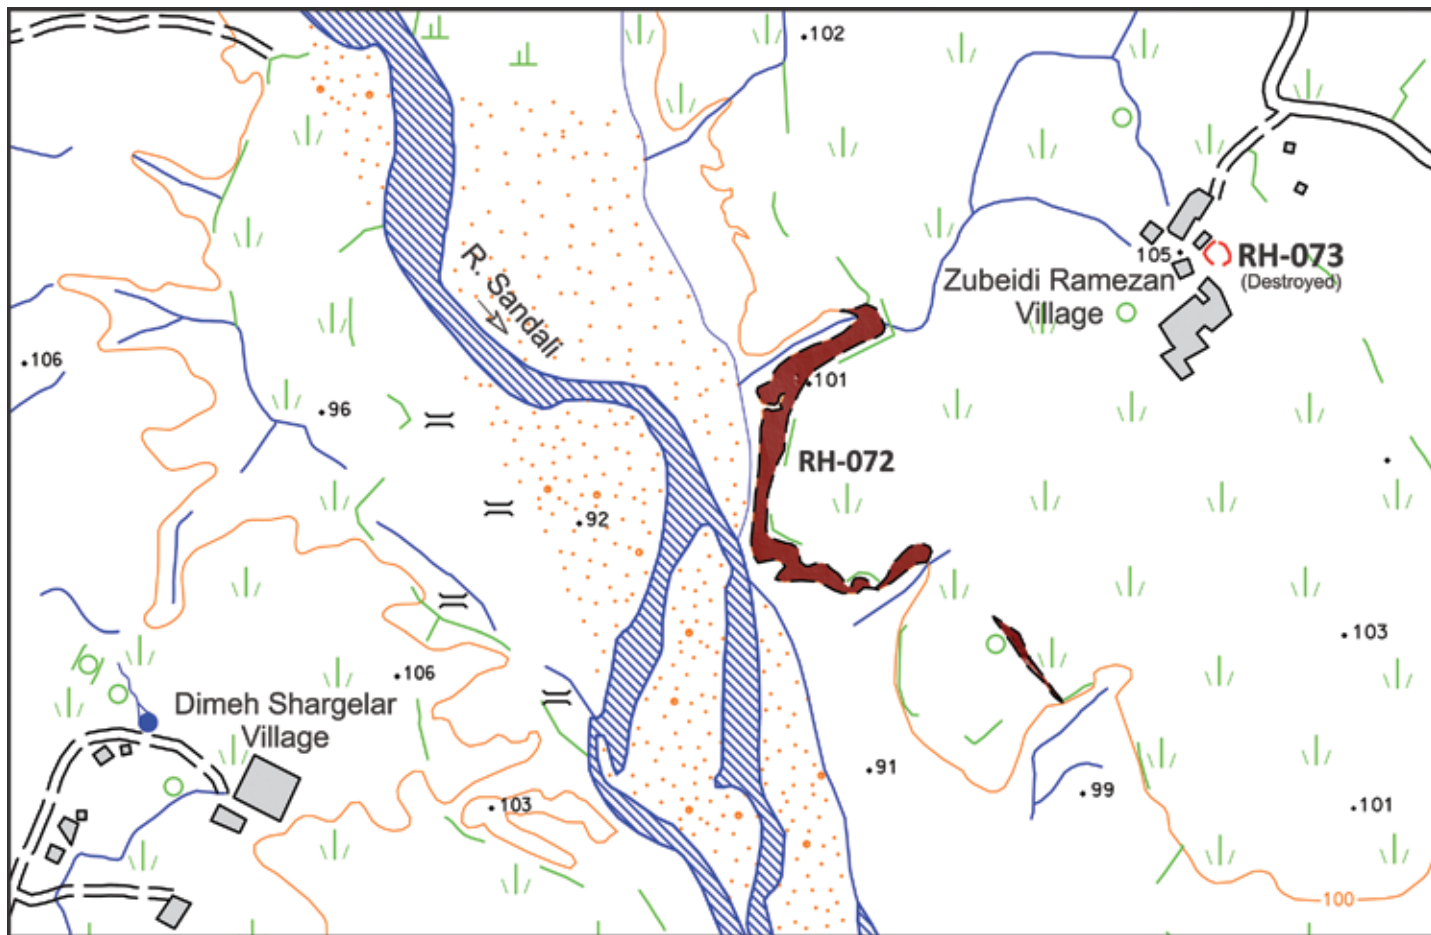 102
R. Sandali
105
RH-073
(Destroyed)
Zubeidi Ramezan
Village
106
96
101
RH-072
92
103
106
Dimeh Shargelar
Village
91
99
103
101
100